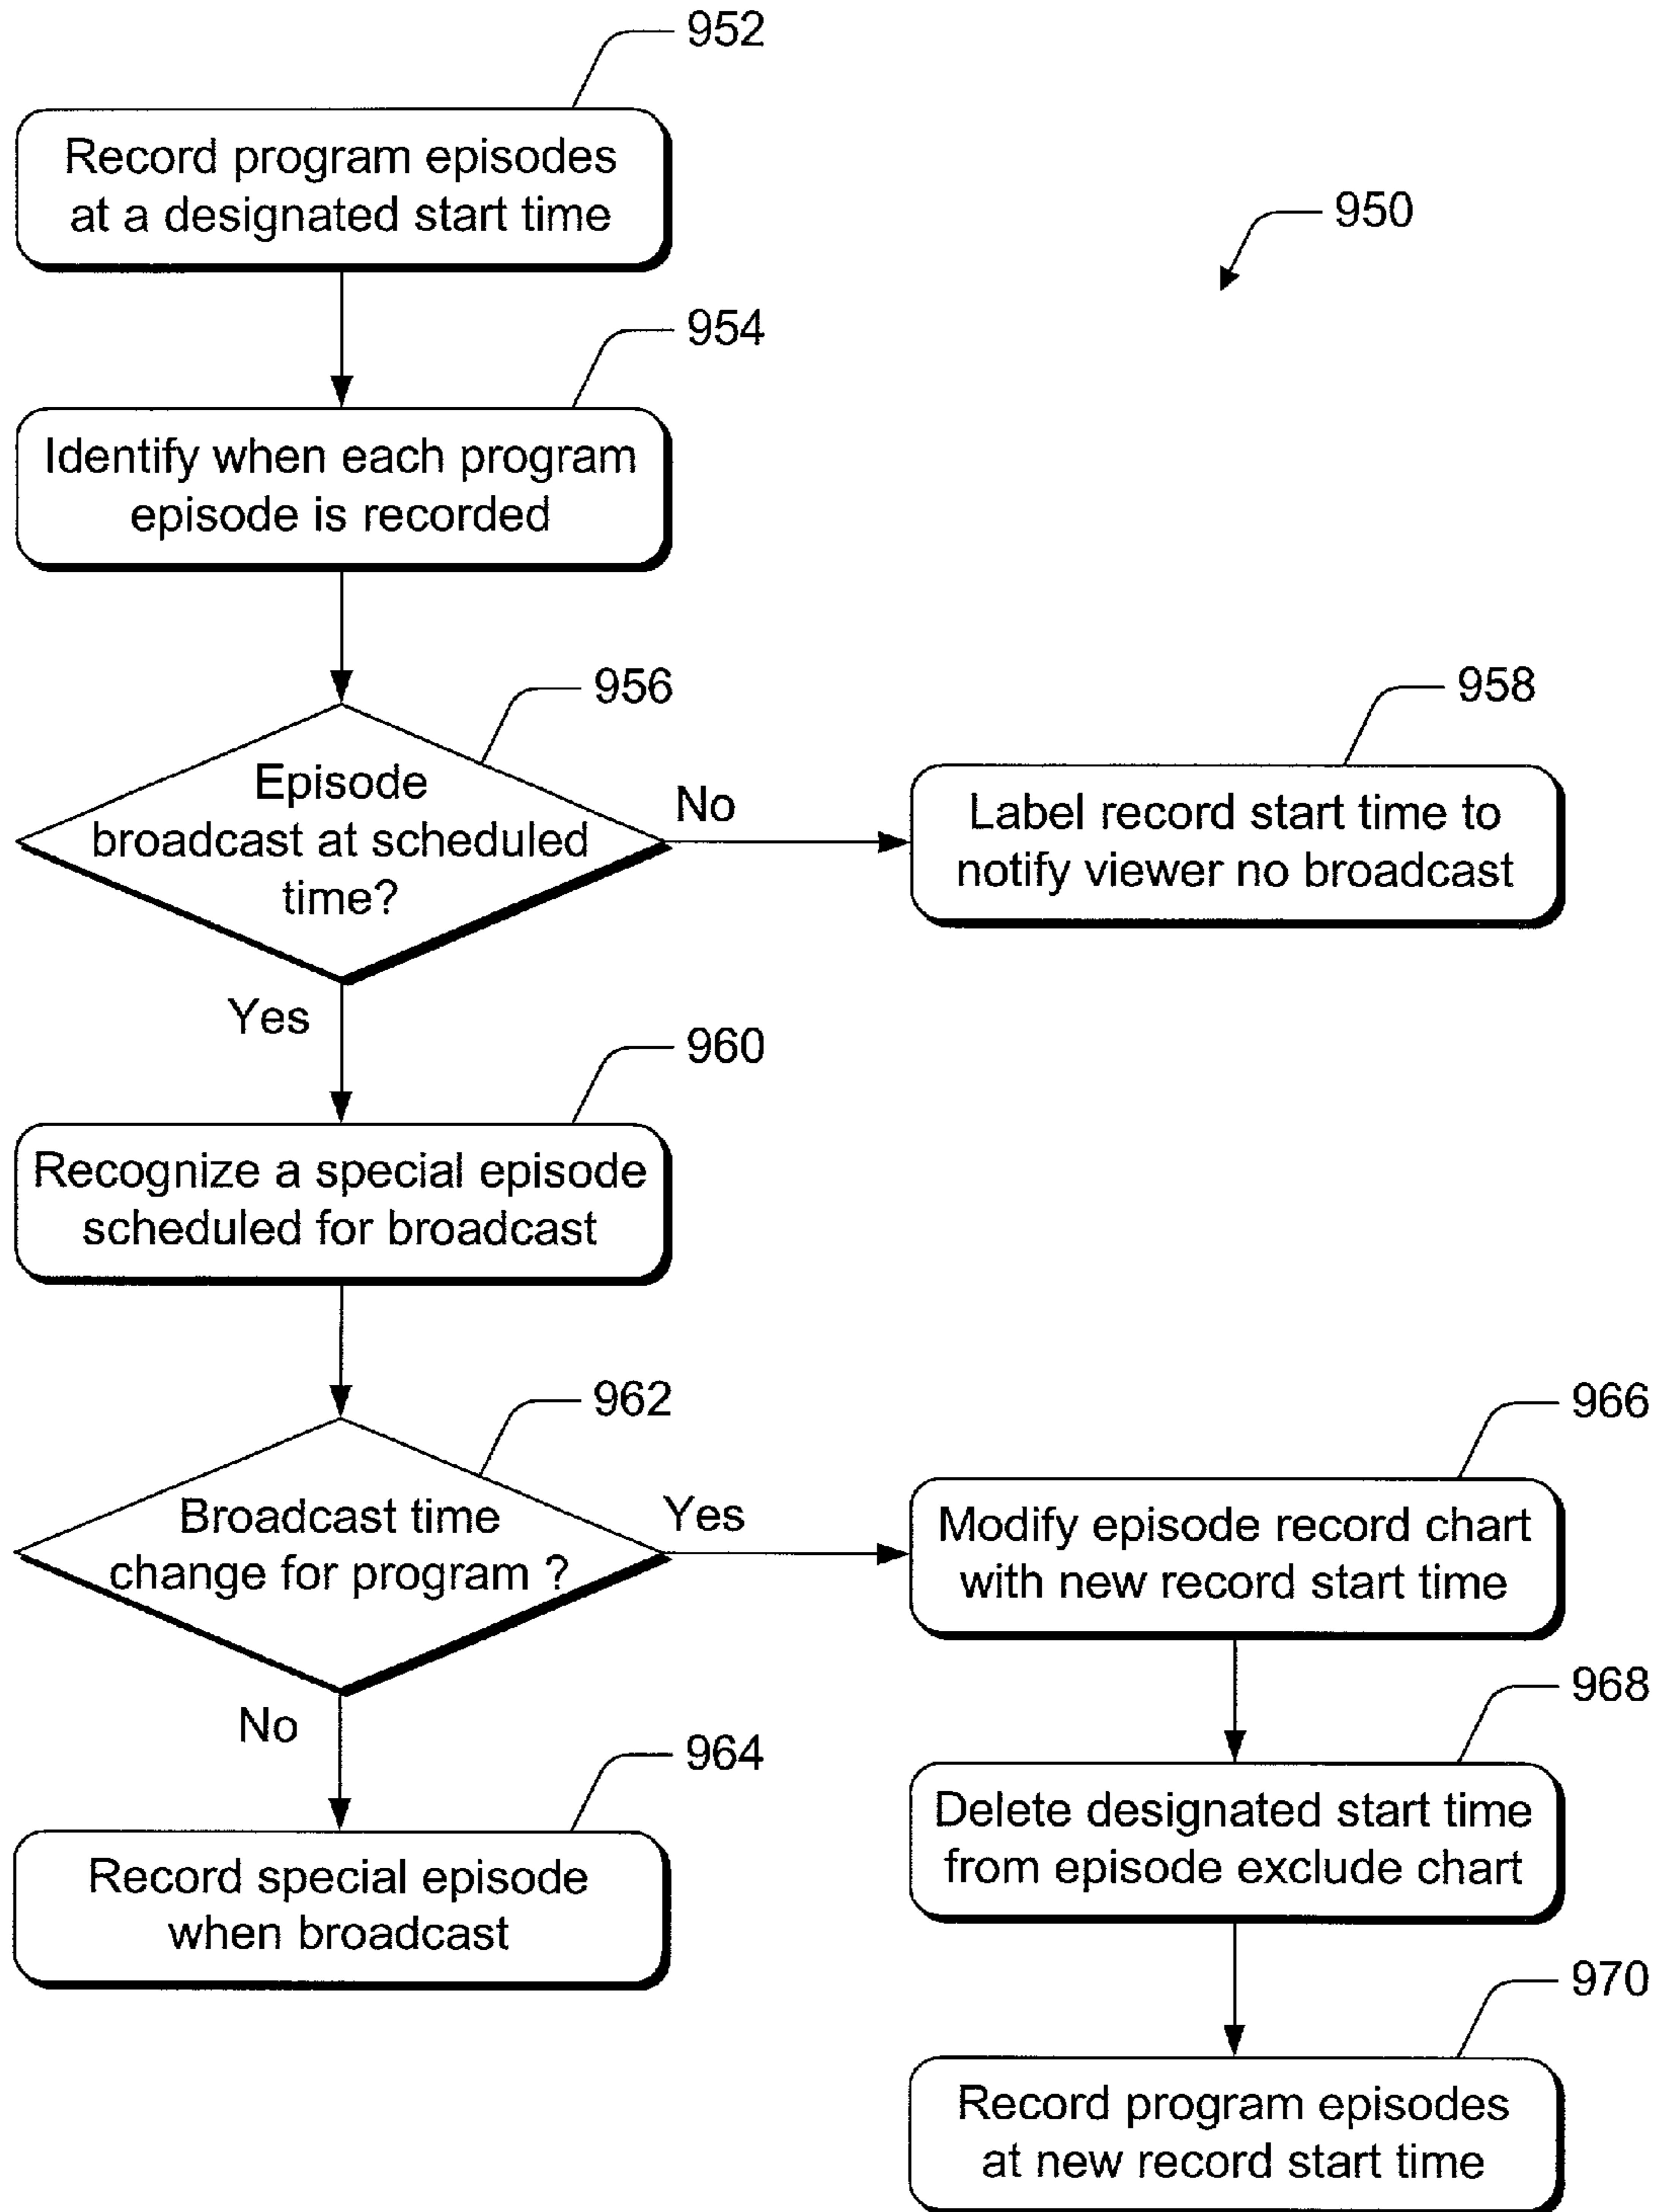 952
Record program episodes
at a designated start time
950
954
Identify when each program
episode is recorded
956
Episode
broadcast at scheduled
time?
No
958
Label record start time to
notify viewer no broadcast
Yes
960
Recognize a special episode
scheduled for broadcast
962
Broadcast time
change for program ?
Yes
966
Modify episode record chart
with new record start time
No
964
Record special episode
when broadcast
968
Delete designated start time
from episode exclude chart
970
Record program episodes
at new record start time